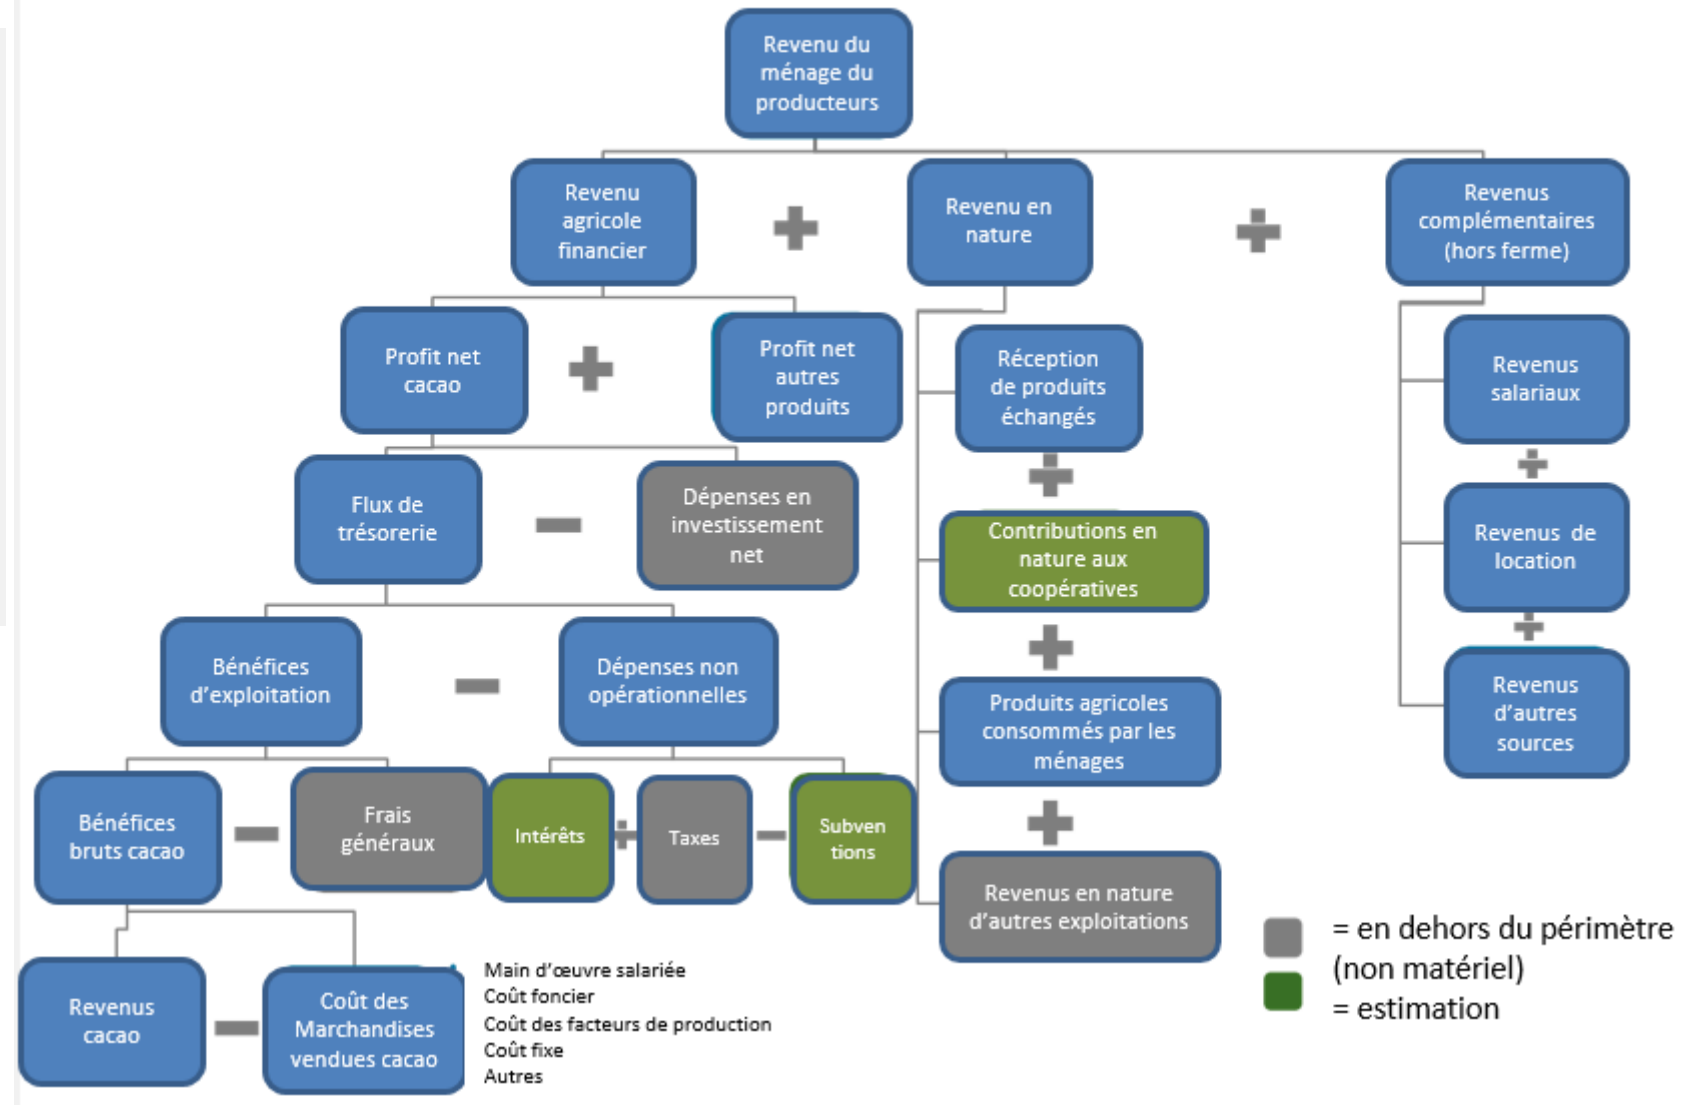 Revenu du
ménage du
producteurs
Revenu
agricole
financier
Revenu en
nature
Revenus
complémentaires
(hors ferme)
Profit net
cacao
Profit net
autres
produits
Réception
de produits
échangés
Revenus
salariaux
Flux de
trésorerie
Dépenses en
investissement
net
Contributions en
nature aux
coopératives
Revenus de
location
Bénéfices
d'exploitation
Dépenses non
opérationnelles
Produits agricoles
consommés par les
ménages
Revenus
d'autres
sources
Bénéfices
bruts cacao
Frais
généraux
Intérêts
Taxes
Subven
tions
Revenus en nature
d'autres exploitations
= en dehors du périmètre
(non matériel)
= estimation
Revenus
cacao
Coût des
Marchandises
vendues cacao
Main d'œuvre salariée
Coût foncier
Coût des facteurs de production
Coût fixe
Autres